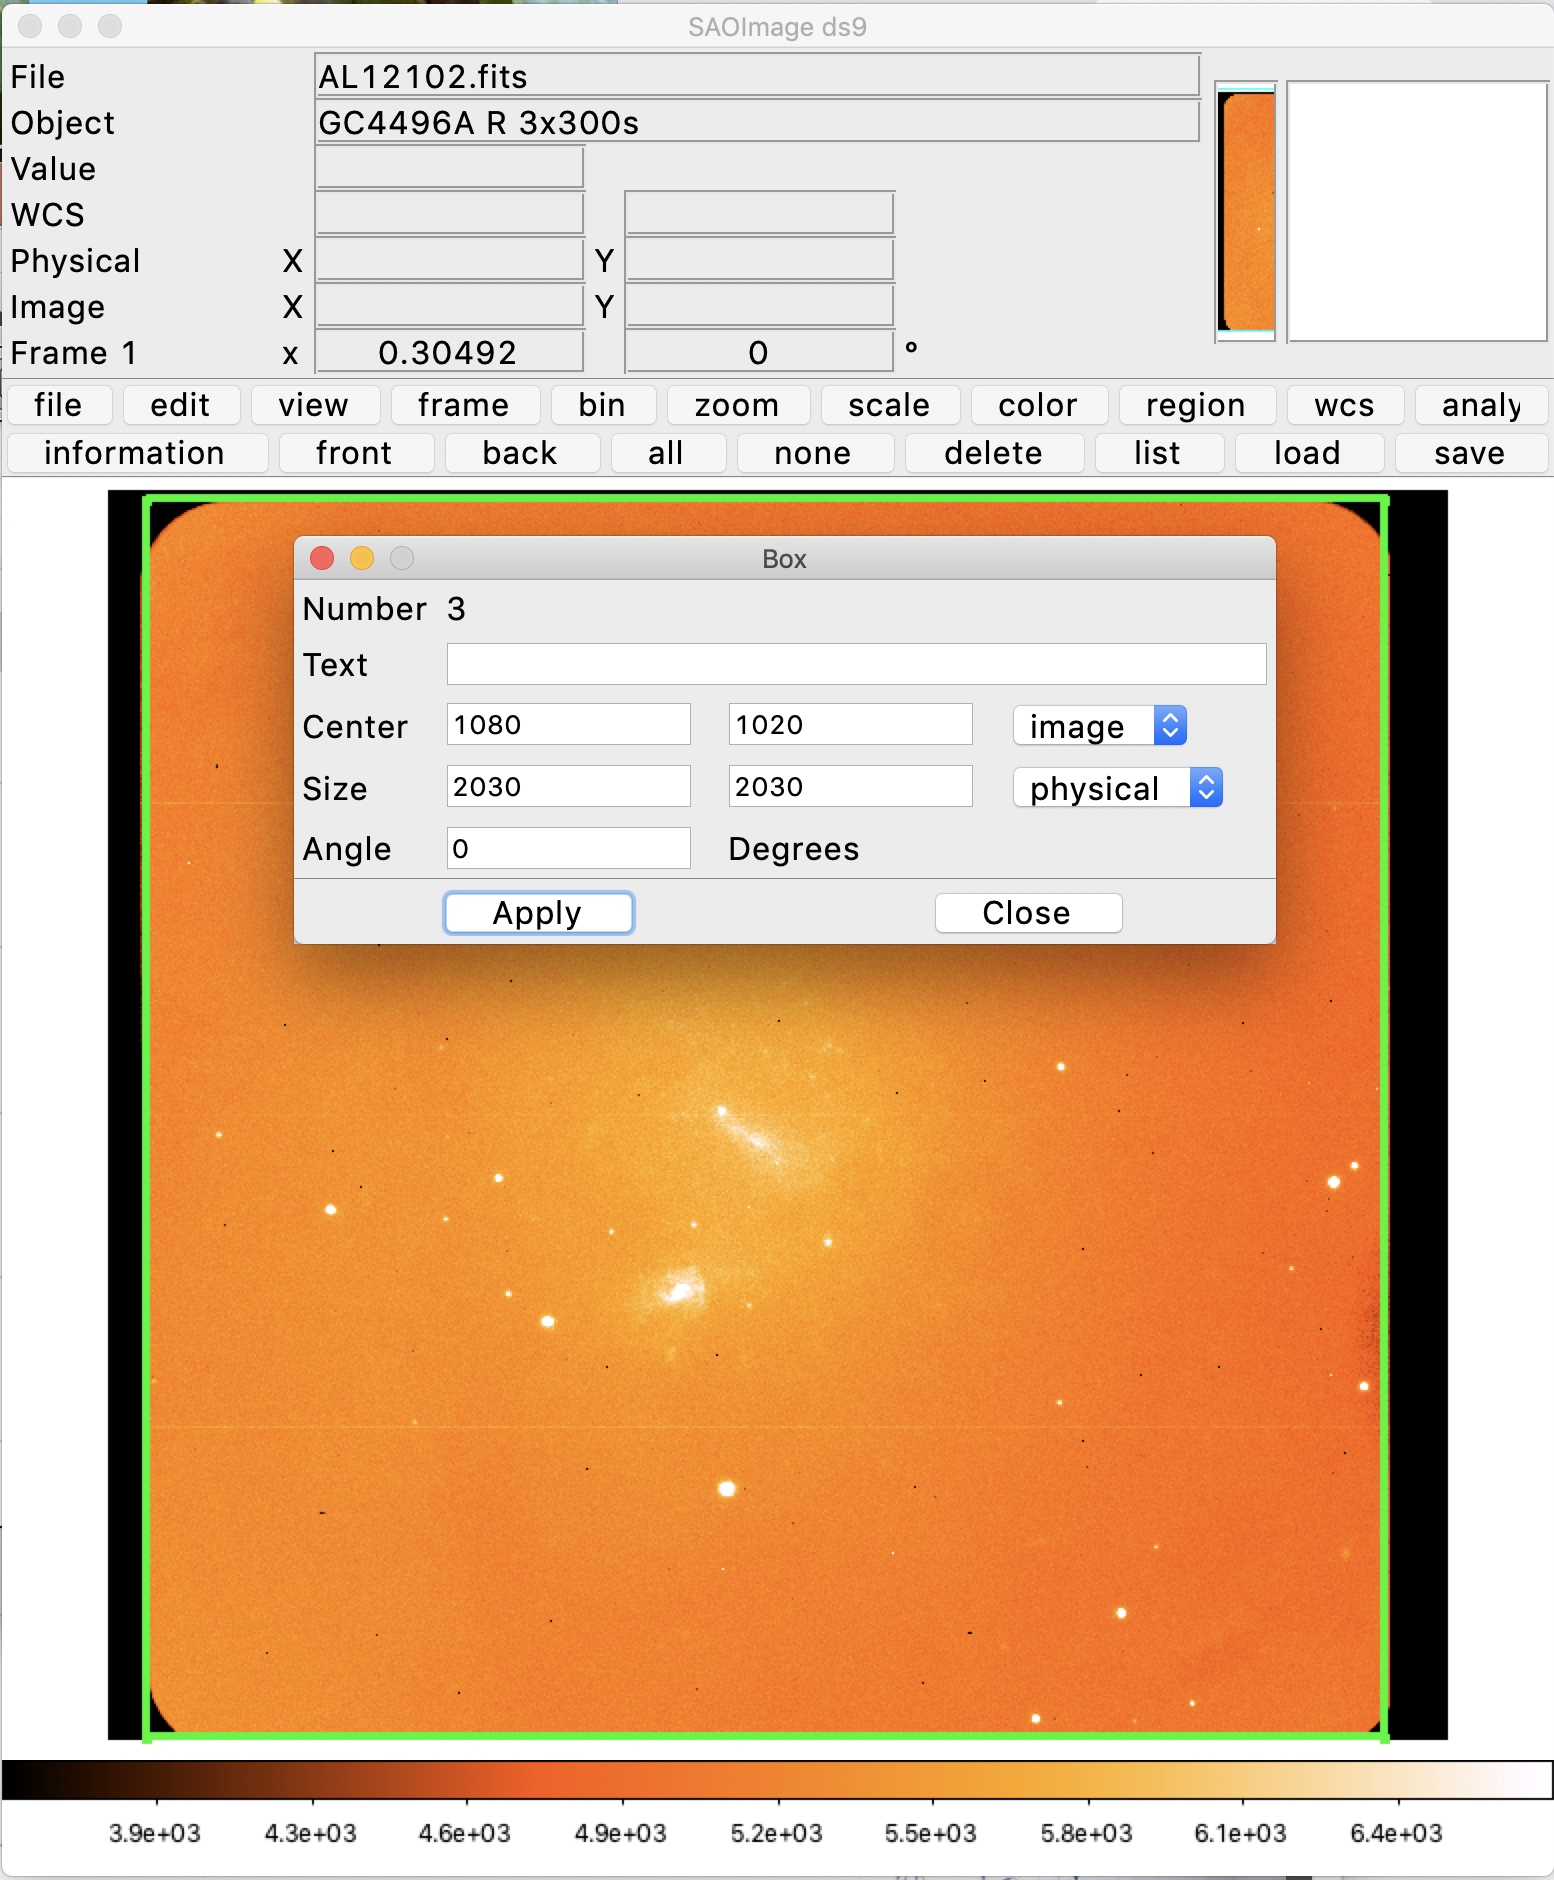 SAOImage ds9
File AL12102.fits
Object GC4496A R 3x300s
Value
WCS
Physical X Y
Image X Y
Frame 1 x 0.30492 0 °
file edit view frame bin zoom scale color region wcs analy
information front back all none delete list load save
Box
Number 3
Text
Center 1080 1020 image
Size 2030 2030 physical
Angle 0 Degrees
Apply Close
3.9e+03 4.3e+03 4.6e+03 4.9e+03 5.2e+03 5.5e+03 5.8e+03 6.1e+03 6.4e+03